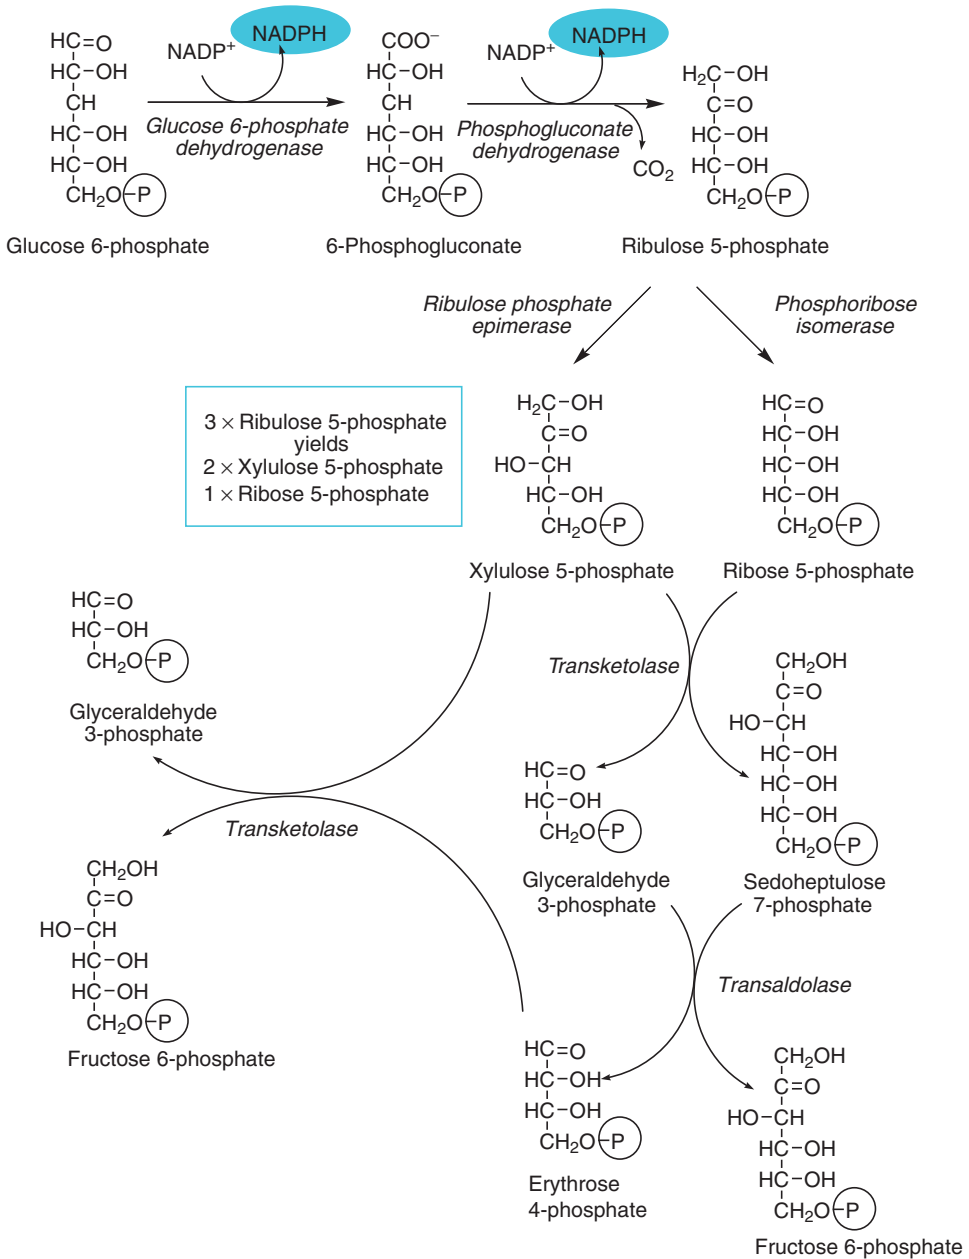 HC=O
HC–OH
CH
HC–OH
HC–OH
CH₂O–P
Glucose 6-phosphate
NADP⁺
NADPH
Glucose 6-phosphate
dehydrogenase
COO⁻
HC–OH
CH
HC–OH
HC–OH
CH₂O–P
6-Phosphogluconate
NADP⁺
NADPH
Phosphogluconate
dehydrogenase
CO₂
H₂C–OH
C=O
HC–OH
HC–OH
CH₂O–P
Ribulose 5-phosphate
Ribulose phosphate
epimerase
Phosphoribose
isomerase
3 × Ribulose 5-phosphate
yields
2 × Xylulose 5-phosphate
1 × Ribose 5-phosphate
H₂C–OH
C=O
HO–CH
HC–OH
CH₂O–P
Xylulose 5-phosphate
HC=O
HC–OH
HC–OH
HC–OH
CH₂O–P
Ribose 5-phosphate
HC=O
HC–OH
CH₂O–P
Glyceraldehyde
3-phosphate
Transketolase
CH₂OH
C=O
HO–CH
HC–OH
HC–OH
HC–OH
CH₂O–P
Sedoheptulose
7-phosphate
HC=O
HC–OH
CH₂O–P
Glyceraldehyde
3-phosphate
Transketolase
CH₂OH
C=O
HO–CH
HC–OH
HC–OH
CH₂O–P
Fructose 6-phosphate
Transaldolase
HC=O
HC–OH
HC–OH
CH₂O–P
Erythrose
4-phosphate
CH₂OH
C=O
HO–CH
HC–OH
HC–OH
CH₂O–P
Fructose 6-phosphate